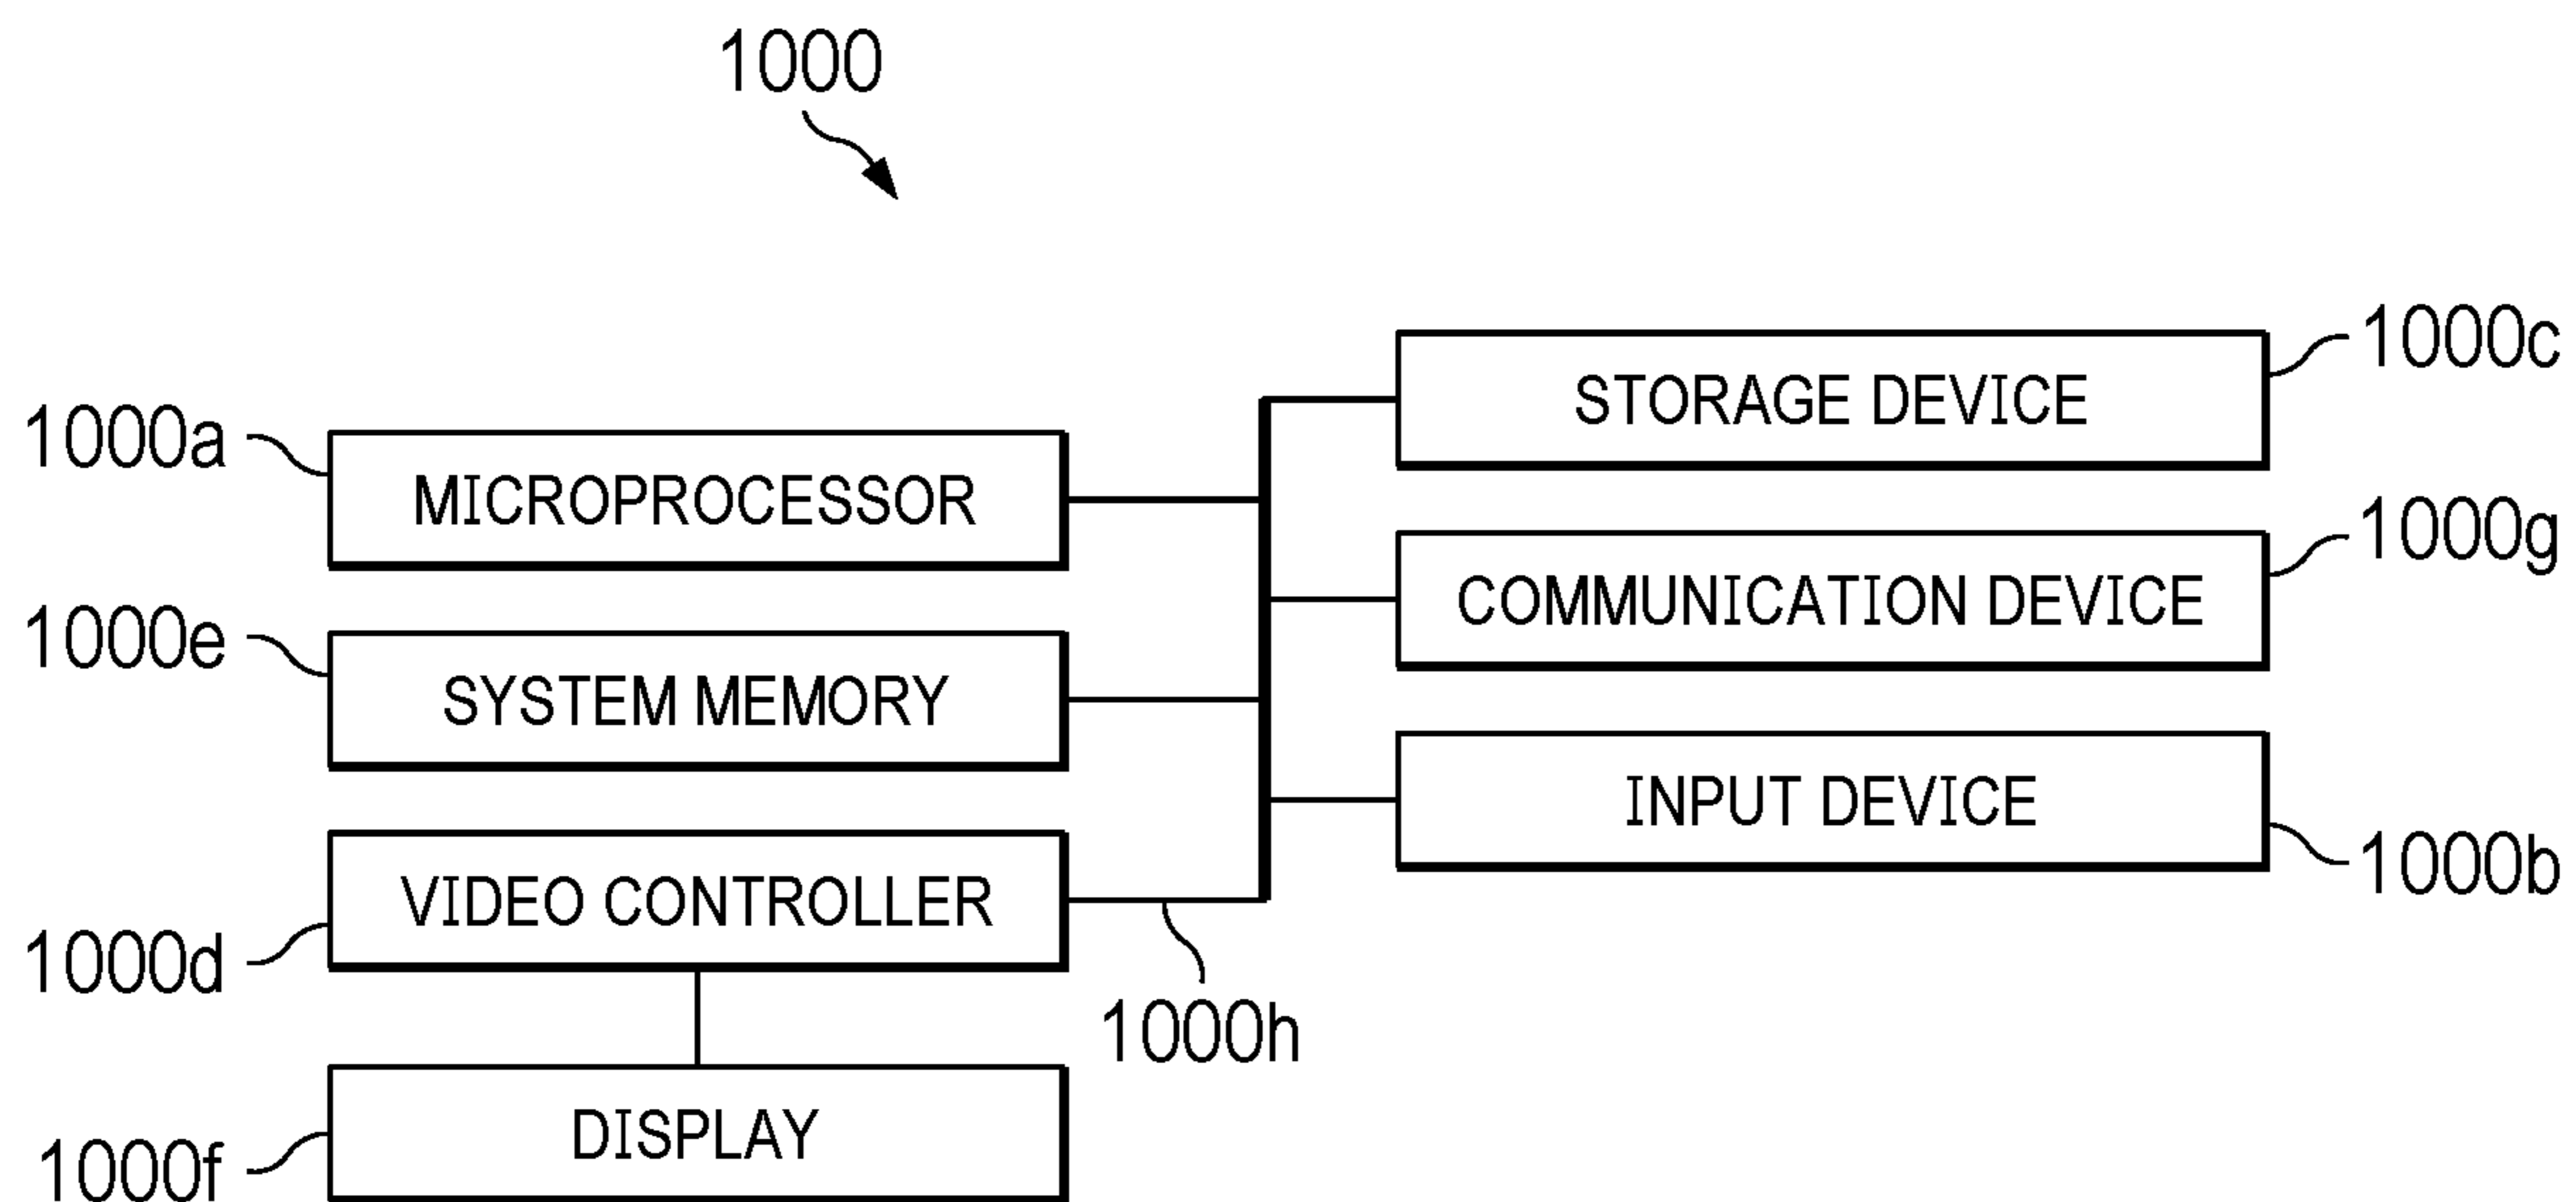 1000
1000c
STORAGE DEVICE
1000a
MICROPROCESSOR
1000g
COMMUNICATION DEVICE
1000e
SYSTEM MEMORY
INPUT DEVICE
1000b
VIDEO CONTROLLER
1000d
1000h
DISPLAY
1000f